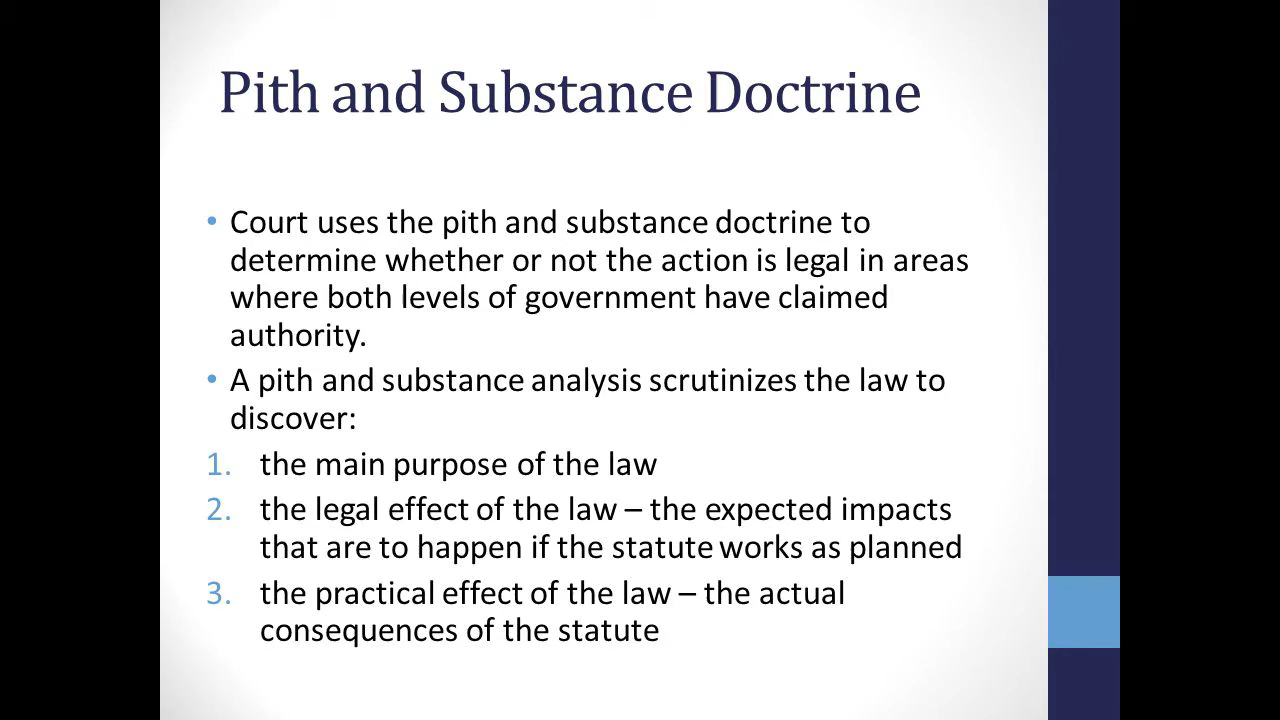 Pith and Substance Doctrine
• Court uses the pith and substance doctrine to
determine whether or not the action is legal in areas
where both levels of government have claimed
authority.
• A pith and substance analysis scrutinizes the law to
discover:
1. the main purpose of the law
2. the legal effect of the law – the expected impacts
that are to happen if the statute works as planned
3. the practical effect of the law – the actual
consequences of the statute